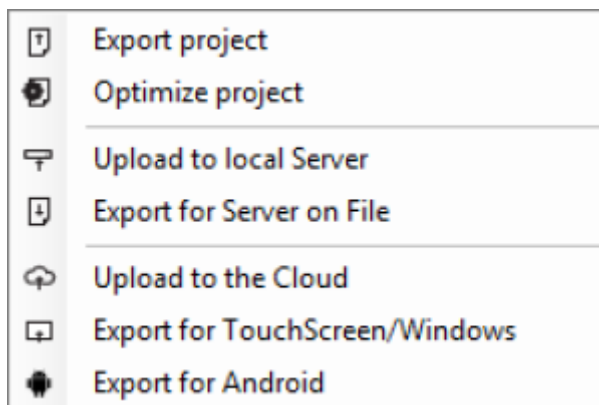 Export project
Optimize project
Upload to local Server
Export for Server on File
Upload to the Cloud
Export for TouchScreen/Windows
Export for Android